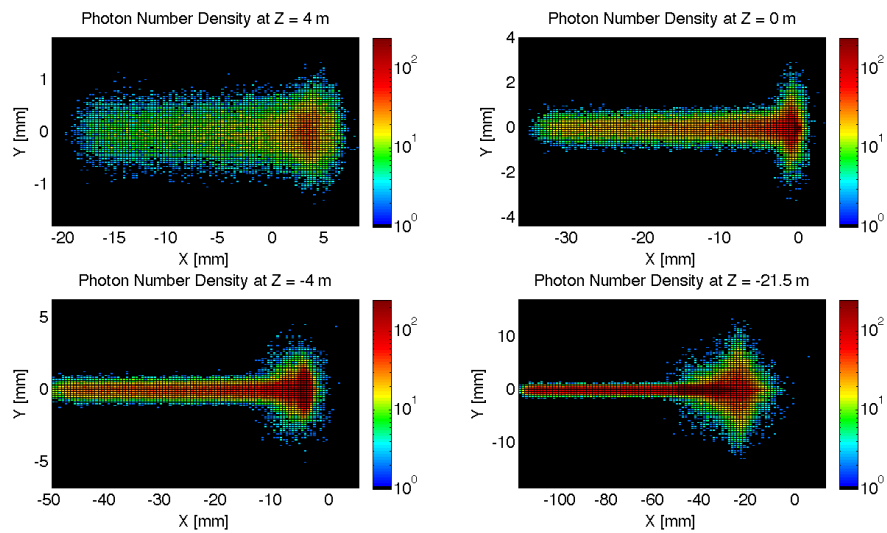 Photon Number Density at Z = 4 m
Y [mm]
1
0
-1
-20 -15 -10 -5 0 5
X [mm]
10^2
10^1
10^0
Photon Number Density at Z = 0 m
Y [mm]
4
2
0
-2
-4
-30 -20 -10 0
X [mm]
10^2
10^1
10^0
Photon Number Density at Z = -4 m
Y [mm]
5
0
-5
-50 -40 -30 -20 -10 0
X [mm]
10^2
10^1
10^0
Photon Number Density at Z = -21.5 m
Y [mm]
10
0
-10
-100 -80 -60 -40 -20 0
X [mm]
10^2
10^1
10^0